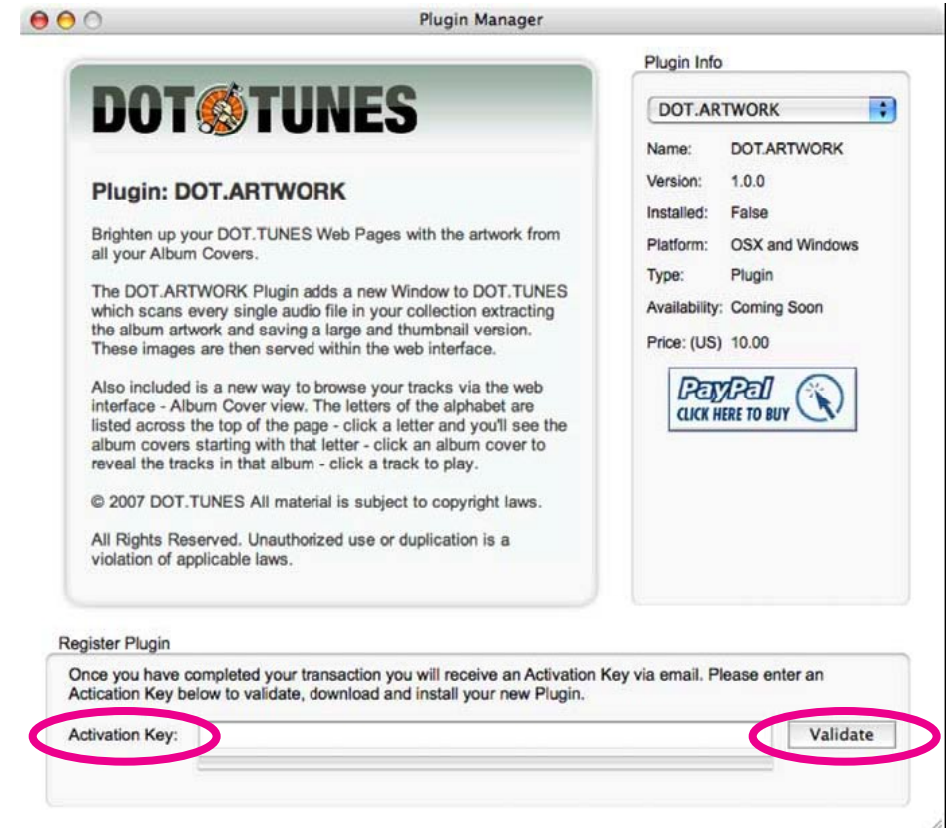 Plugin Manager
DOT TUNES
Plugin: DOT.ARTWORK
Brighten up your DOT.TUNES Web Pages with the artwork from
all your Album Covers.
The DOT.ARTWORK Plugin adds a new Window to DOT.TUNES
which scans every single audio file in your collection extracting
the album artwork and saving a large and thumbnail version.
These images are then served within the web interface.
Also included is a new way to browse your tracks via the web
interface - Album Cover view. The letters of the alphabet are
listed across the top of the page - click a letter and you'll see the
album covers starting with that letter - click an album cover to
reveal the tracks in that album - click a track to play.
© 2007 DOT.TUNES All material is subject to copyright laws.
All Rights Reserved. Unauthorized use or duplication is a
violation of applicable laws.
Plugin Info
DOT.ARTWORK
Name: DOT.ARTWORK
Version: 1.0.0
Installed: False
Platform: OSX and Windows
Type: Plugin
Availability: Coming Soon
Price: (US) 10.00
PayPal
CLICK HERE TO BUY
Register Plugin
Once you have completed your transaction you will receive an Activation Key via email. Please enter an
Actication Key below to validate, download and install your new Plugin.
Activation Key:
Validate